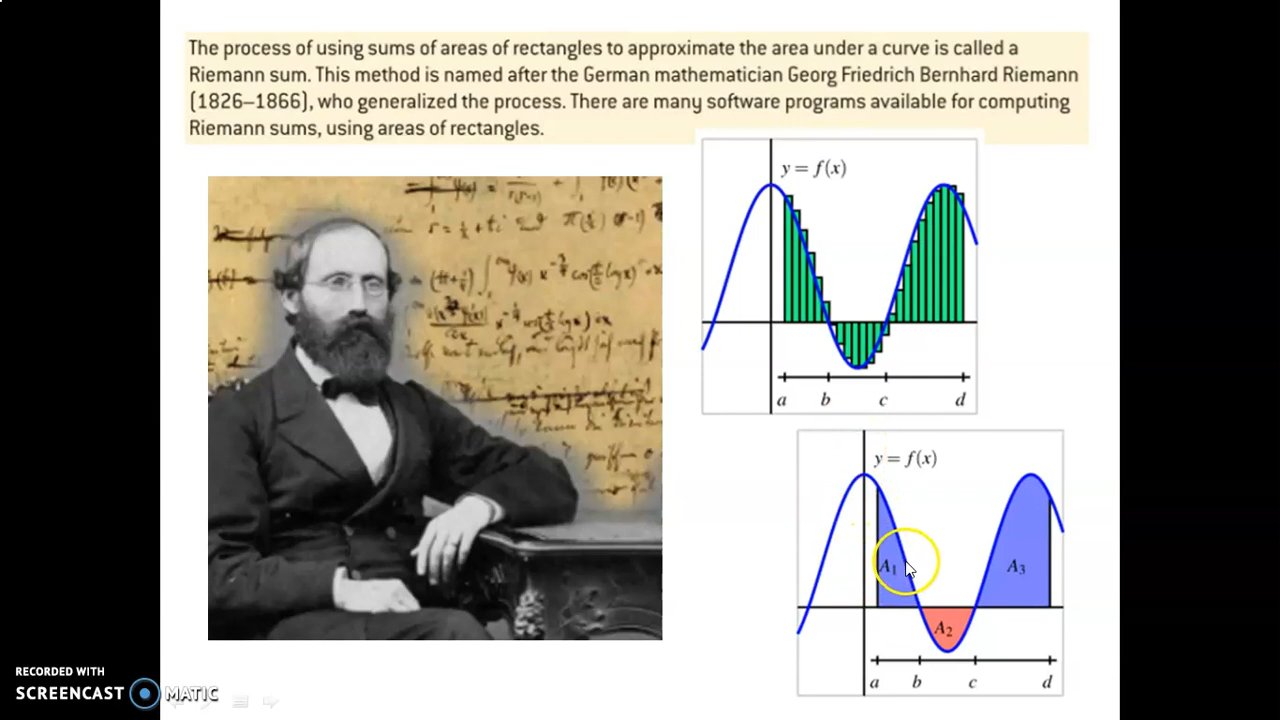 The process of using sums of areas of rectangles to approximate the area under a curve is called a
Riemann sum. This method is named after the German mathematician Georg Friedrich Bernhard Riemann
(1826–1866), who generalized the process. There are many software programs available for computing
Riemann sums, using areas of rectangles.
y = f(x)
a b c d
y = f(x)
A₁ A₃
A₂
a b c d
RECORDED WITH
SCREENCAST MATIC